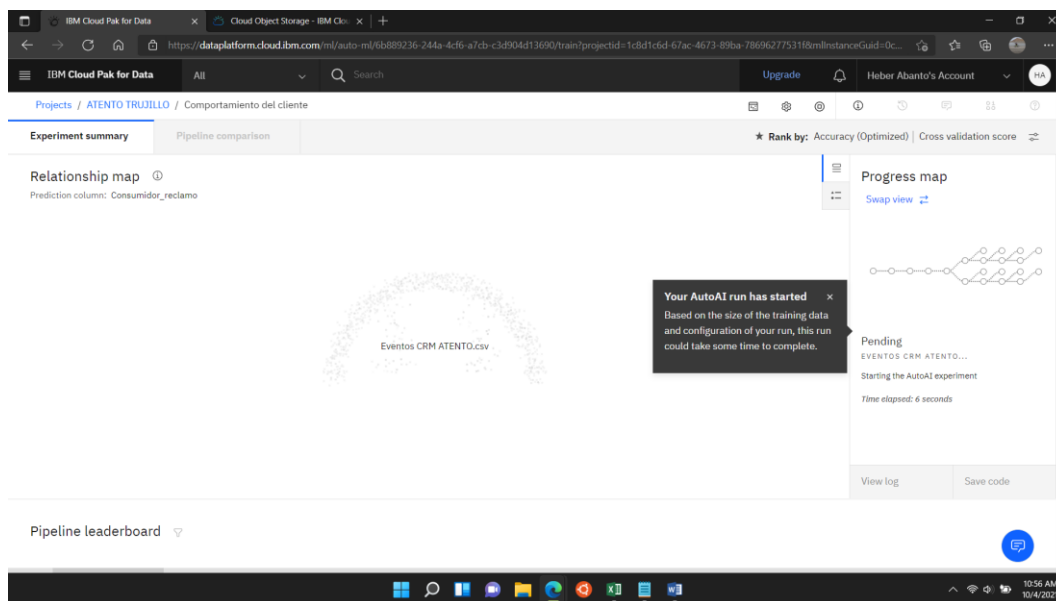 IBM Cloud Pak for Data
Cloud Object Storage - IBM Clou
https://dataplatform.cloud.ibm.com/ml/auto-ml/6b889236-244a-4cf6-a7cb-c3d904d13690/train?projectid=1c8d1c6d-67ac-4673-89ba-78696277531f&mlInstanceGuid=0c...
IBM Cloud Pak for Data
All
Search
Upgrade
Heber Abanto's Account
HA
Projects / ATENTO TRUJILLO / Comportamiento del cliente
Experiment summary
Pipeline comparison
Rank by: Accuracy (Optimized) | Cross validation score
Relationship map
Prediction column: Consumidor_reclamo
Eventos CRM ATENTO.csv
Your AutoAI run has started
Based on the size of the training data
and configuration of your run, this run
could take some time to complete.
Progress map
Swap view
Pending
EVENTOS CRM ATENTO...
Starting the AutoAI experiment
Time elapsed: 6 seconds
View log
Save code
Pipeline leaderboard
10:56 AM